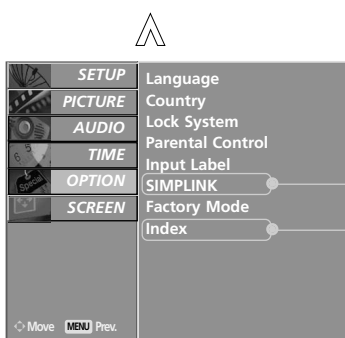 SETUP
PICTURE
AUDIO
TIME
OPTION
SCREEN
Special
Language
Country
Lock System
Parental Control
Input Label
SIMPLINK
Factory Mode
Index
Move MENU Prev.